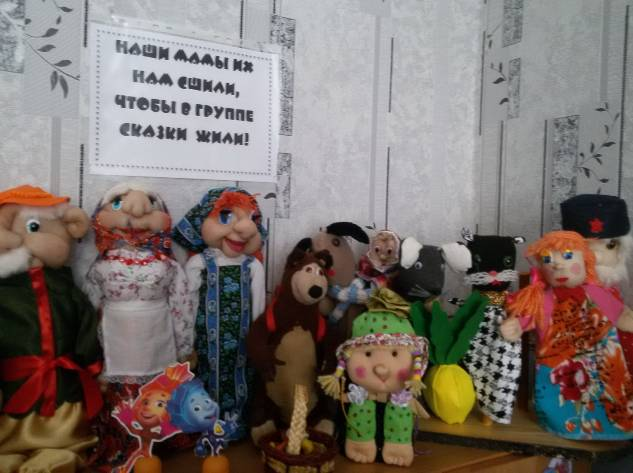 НАШИ МАМЫ ИХ
НАМ СШИЛИ,
ЧТОБЫ В ГРУППЕ
СКАЗКИ ЖИЛИ!